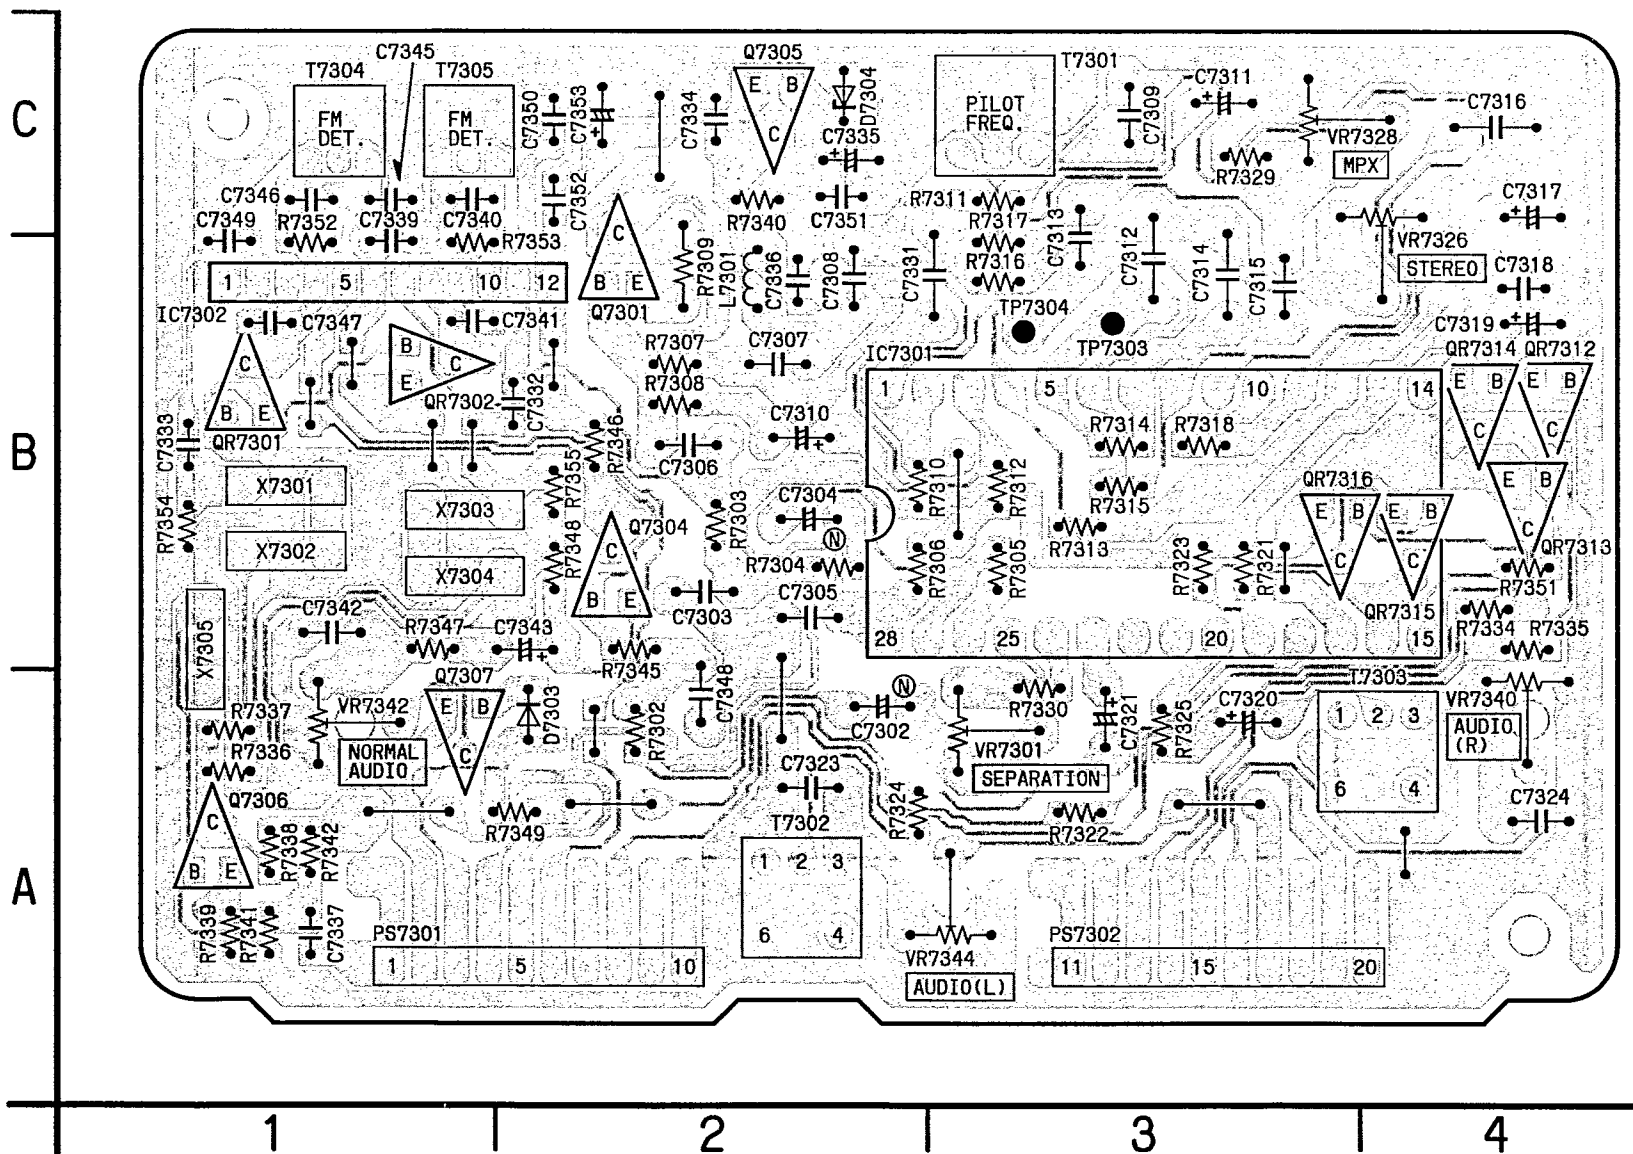 C
C7345
Q7305
T7304
T7305
T7301
C7311
E B
C
D7304
C7350
C7353
C7334
C7309
C7316
FM
DET.
FM
DET.
PILOT
FREQ.
C7335
VR7328
MPX
R7329
C7346
C7352
R7311
C7317
C7349
R7352
C7339
C7340
R7340
C7351
R7317
C7313
R7353
C
R7309
L7301
C7336
C7308
C7331
R7316
C7312
C7314
C7315
VR7326
STEREO
1 5 10 12
B E
C7318
IC7302
C7347
C7341
Q7301
TP7304
TP7303
C7319
R7307
C7307
IC7301
QR7314
QR7312
C
B
E
C
R7308
1 5 10 14
E B
E B
B E
QR7302
C7332
C7310
C
C
B
C7333
QR7301
R7346
C7306
R7314
R7318
X7301
R7355
R7310
R7312
QR7316
E B
X7303
R7303
C7304
R7315
E B
E B
C
R7354
R7348
Q7304
C
N
R7313
QR7313
X7302
R7304
R7306
R7305
R7323
R7321
C
C
R7351
X7304
B E
C7303
C7305
QR7315
X7305
C7342
R7347
C7343
28 25 20 15
R7334
R7335
R7345
Q7307
C7348
N
T7303
R7337
VR7342
E B
C
D7303
R7302
C7302
R7330
C7321
R7325
C7320
1 2 3
VR7340
AUDIO
(R)
R7336
NORMAL
AUDIO
VR7301
SEPARATION
C7323
Q7306
6 4
C
B E
R7324
C7324
R7349
T7302
R7322
R7338
R7342
1 2 3
A
R7339
R7341
C7337
PS7301
6 4
PS7302
1 5 10
VR7344
11 15 20
AUDIO(L)
1 2 3 4